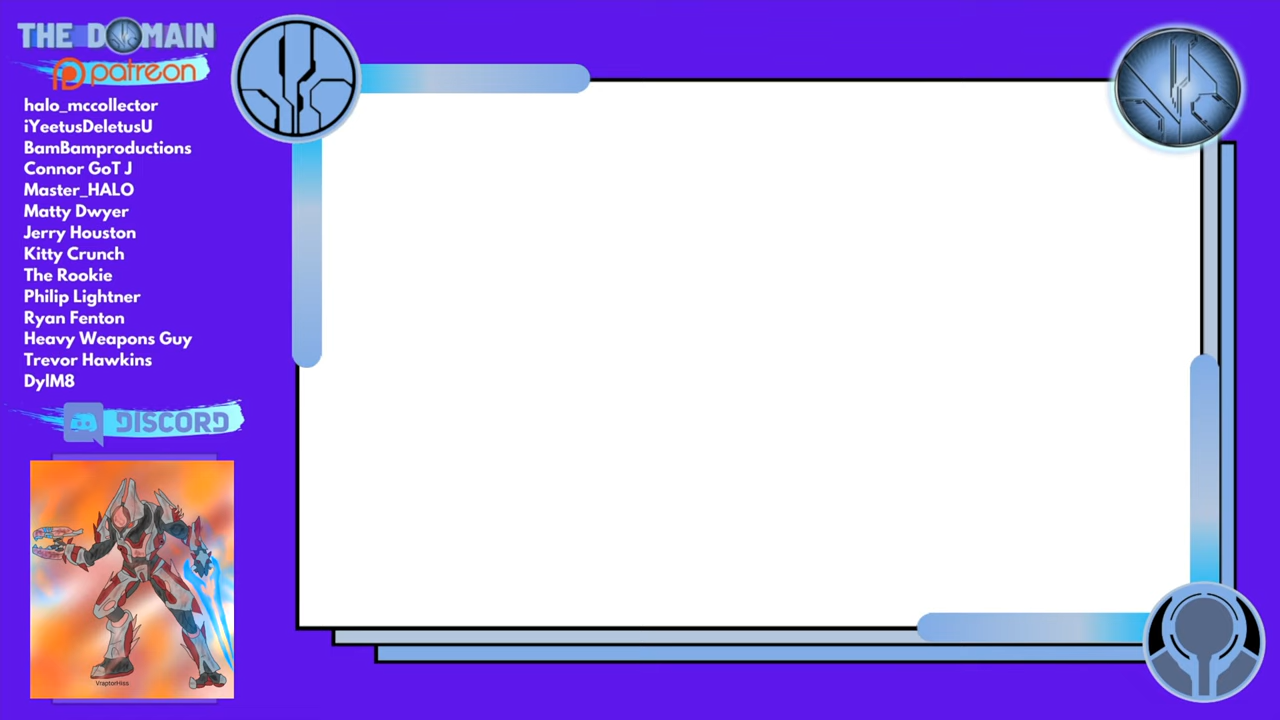 THE DOMAIN
patreon
halo_mccollector
iYeetusDeletusU
BamBamproductions
Connor GoT J
Master_HALO
Matty Dwyer
Jerry Houston
Kitty Crunch
The Rookie
Philip Lightner
Ryan Fenton
Heavy Weapons Guy
Trevor Hawkins
DylM8
DISCORD
VraptorHiss